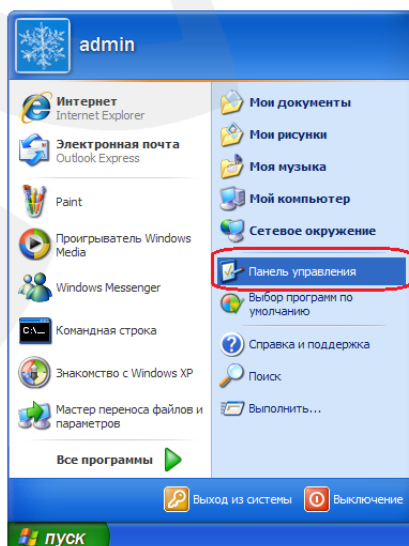 admin
Интернет
Internet Explorer
Электронная почта
Outlook Express
Paint
Проигрыватель Windows
Media
Windows Messenger
C:\_
Командная строка
Знакомство с Windows XP
Мастер переноса файлов и
параметров
Все программы
Мои документы
Мои рисунки
Моя музыка
Мой компьютер
Сетевое окружение
Панель управления
Выбор программ по
умолчанию
Справка и поддержка
Поиск
Выполнить...
Выход из системы
Выключение
пуск